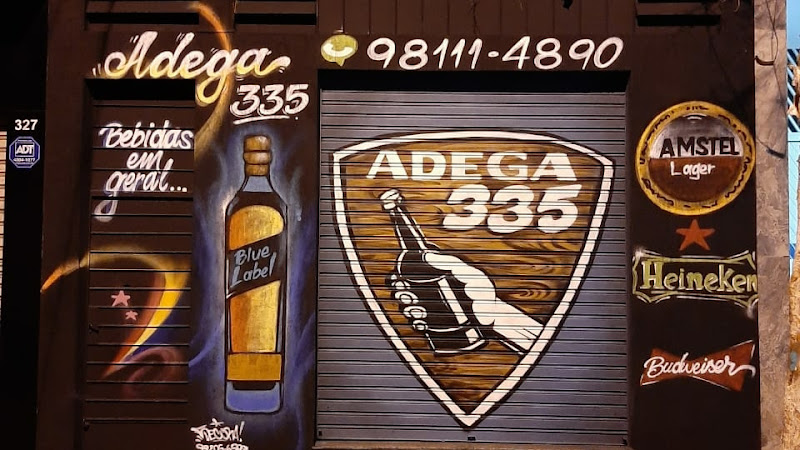 Adega
335
98111-4890
327
ADT
Bebidas
em
geral...
Blue
Label
ADEGA
335
AMSTEL
Lager
Heineken
Budweiser